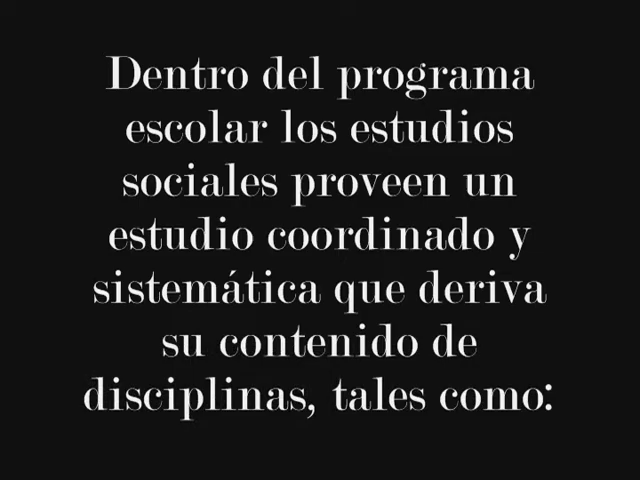 Dentro del programa
escolar los estudios
sociales proveen un
estudio coordinado y
sistemática que deriva
su contenido de
disciplinas, tales como: